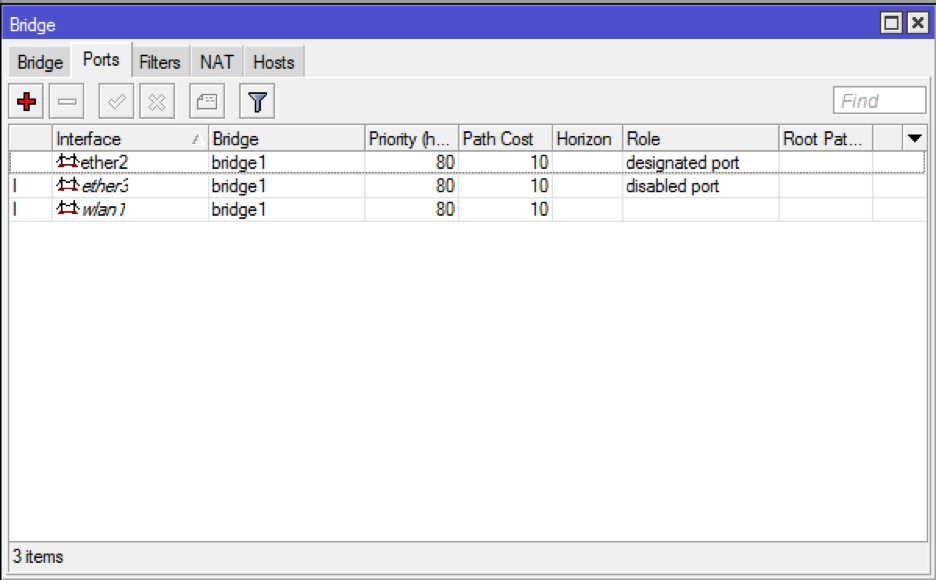 Bridge
Bridge Ports Filters NAT Hosts
Find
Interface Bridge Priority (h... Path Cost Horizon Role Root Pat...
ether2 bridge1 80 10 designated port
I ether3 bridge1 80 10 disabled port
I wlan1 bridge1 80 10
3 items